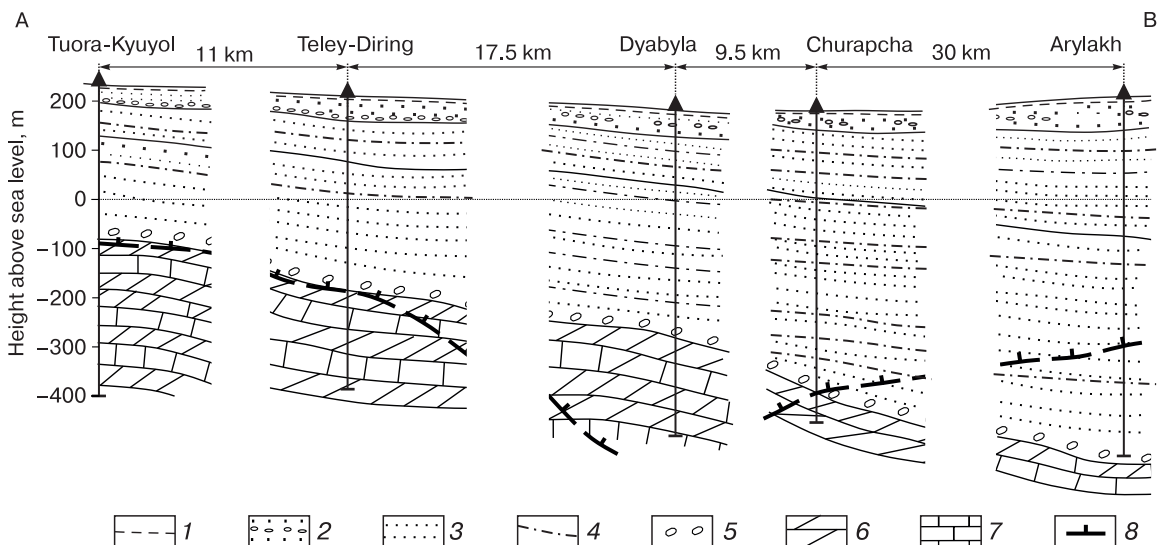 A B
Tuora-Kyuyol Teley-Diring Dyabyla Churapcha Arylakh
11 km 17.5 km 9.5 km 30 km
Height above sea level, m
200
100
0
−100
−200
−300
−400
1 2 3 4 5 6 7 8